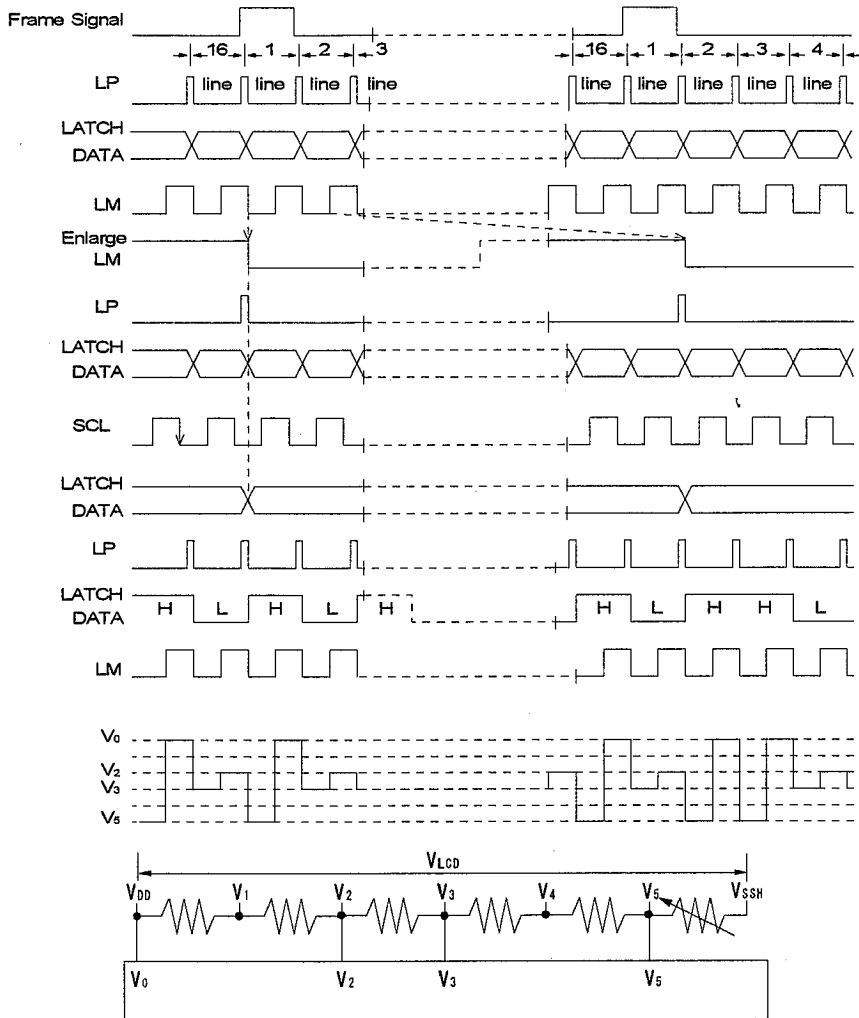 Frame Signal
16 1 2 3 16 1 2 3 4
LP line line line line line line line line line
LATCH
DATA
LM
Enlarge
LM
LP
LATCH
DATA
SCL
LATCH
DATA
LP
LATCH
DATA
H L H L H H L H H L
LM
V₀
V₂
V₃
V₅
VLCD
VDD V₁ V₂ V₃ V₄ V₅ VSSH
V₀ V₂ V₃ V₅